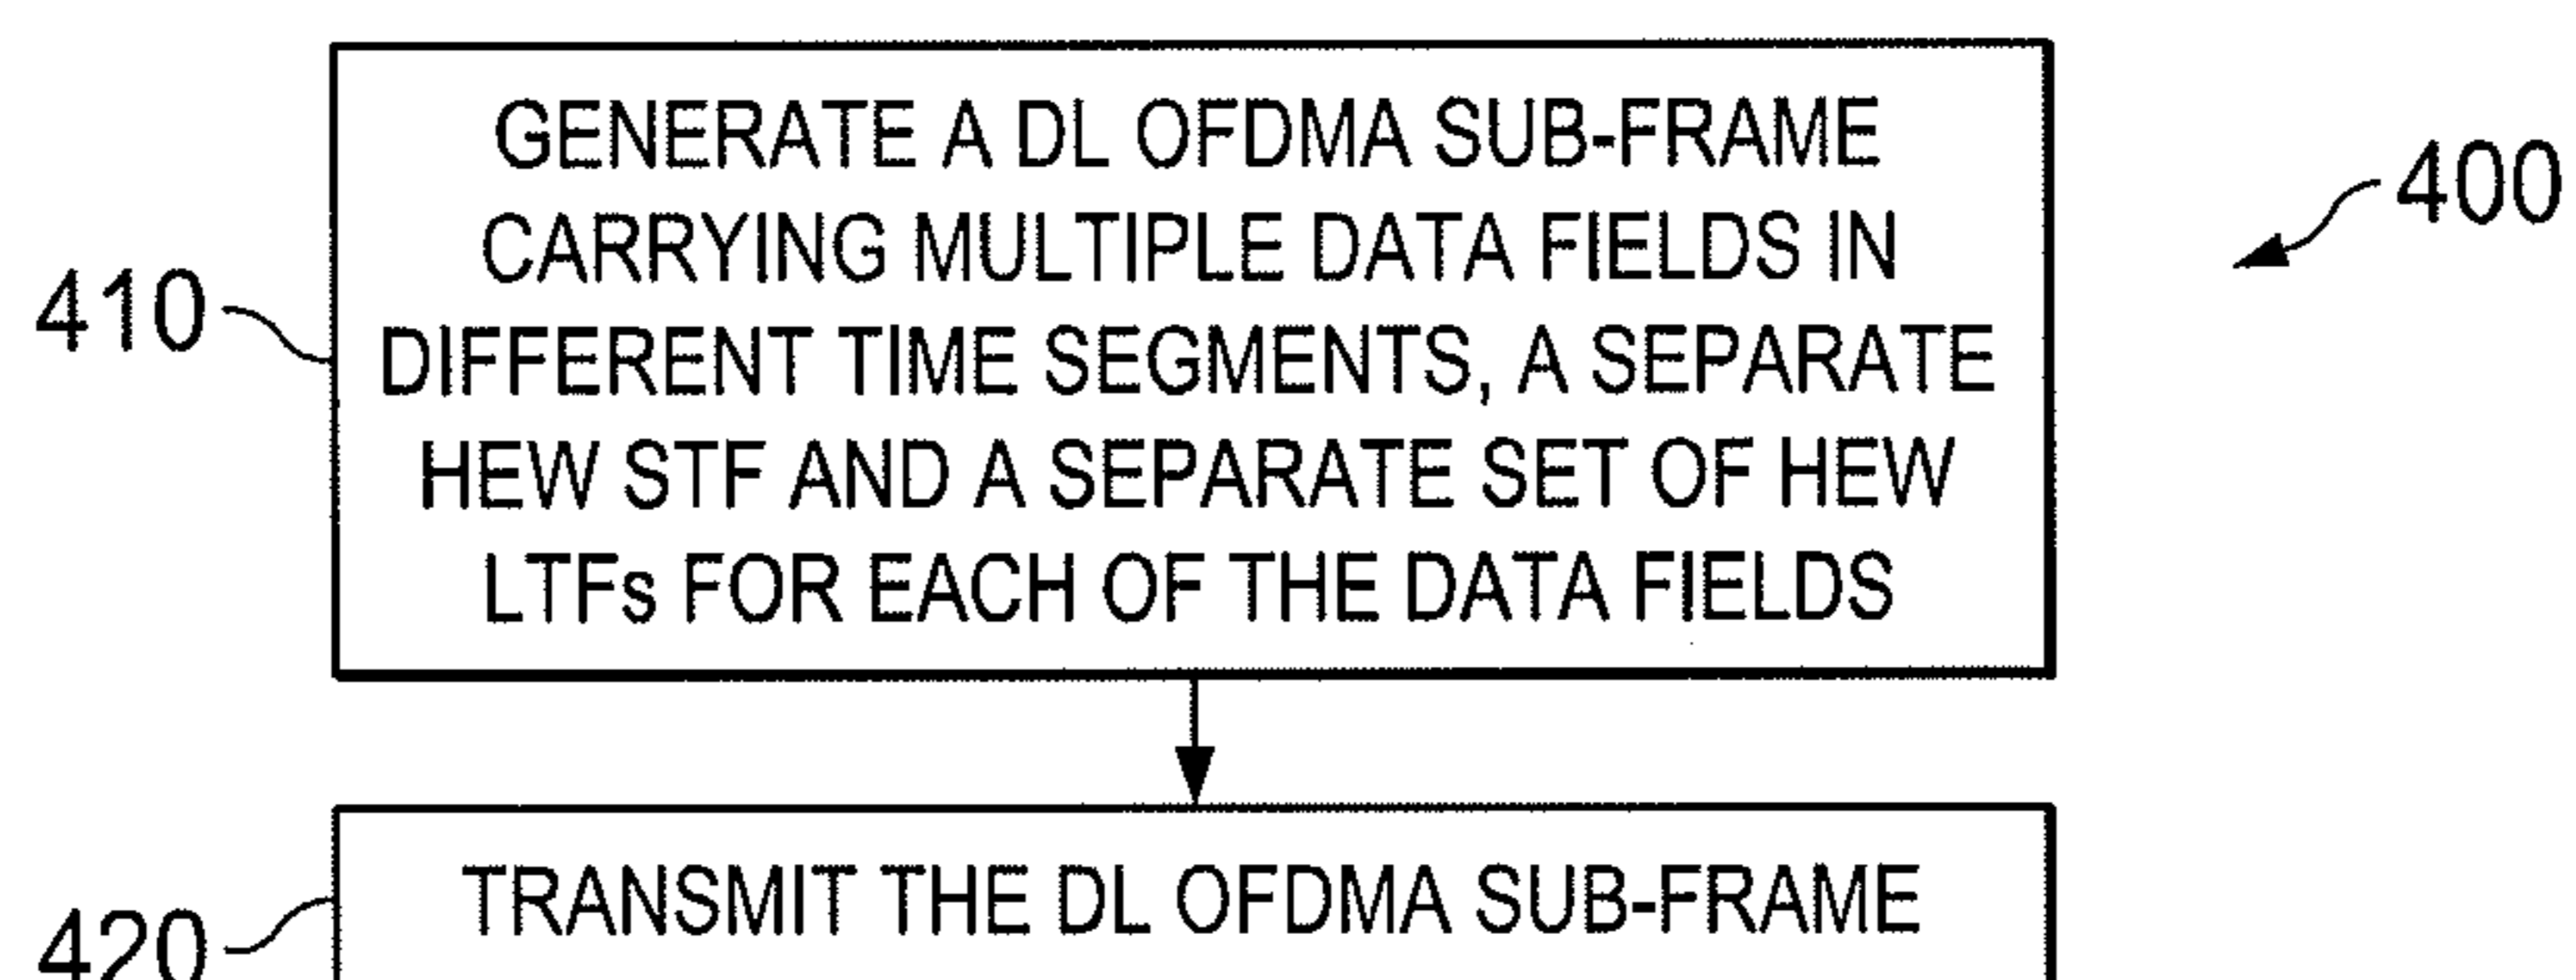 GENERATE A DL OFDMA SUB-FRAME
CARRYING MULTIPLE DATA FIELDS IN
DIFFERENT TIME SEGMENTS, A SEPARATE
HEW STF AND A SEPARATE SET OF HEW
LTFs FOR EACH OF THE DATA FIELDS
400
410
TRANSMIT THE DL OFDMA SUB-FRAME
420